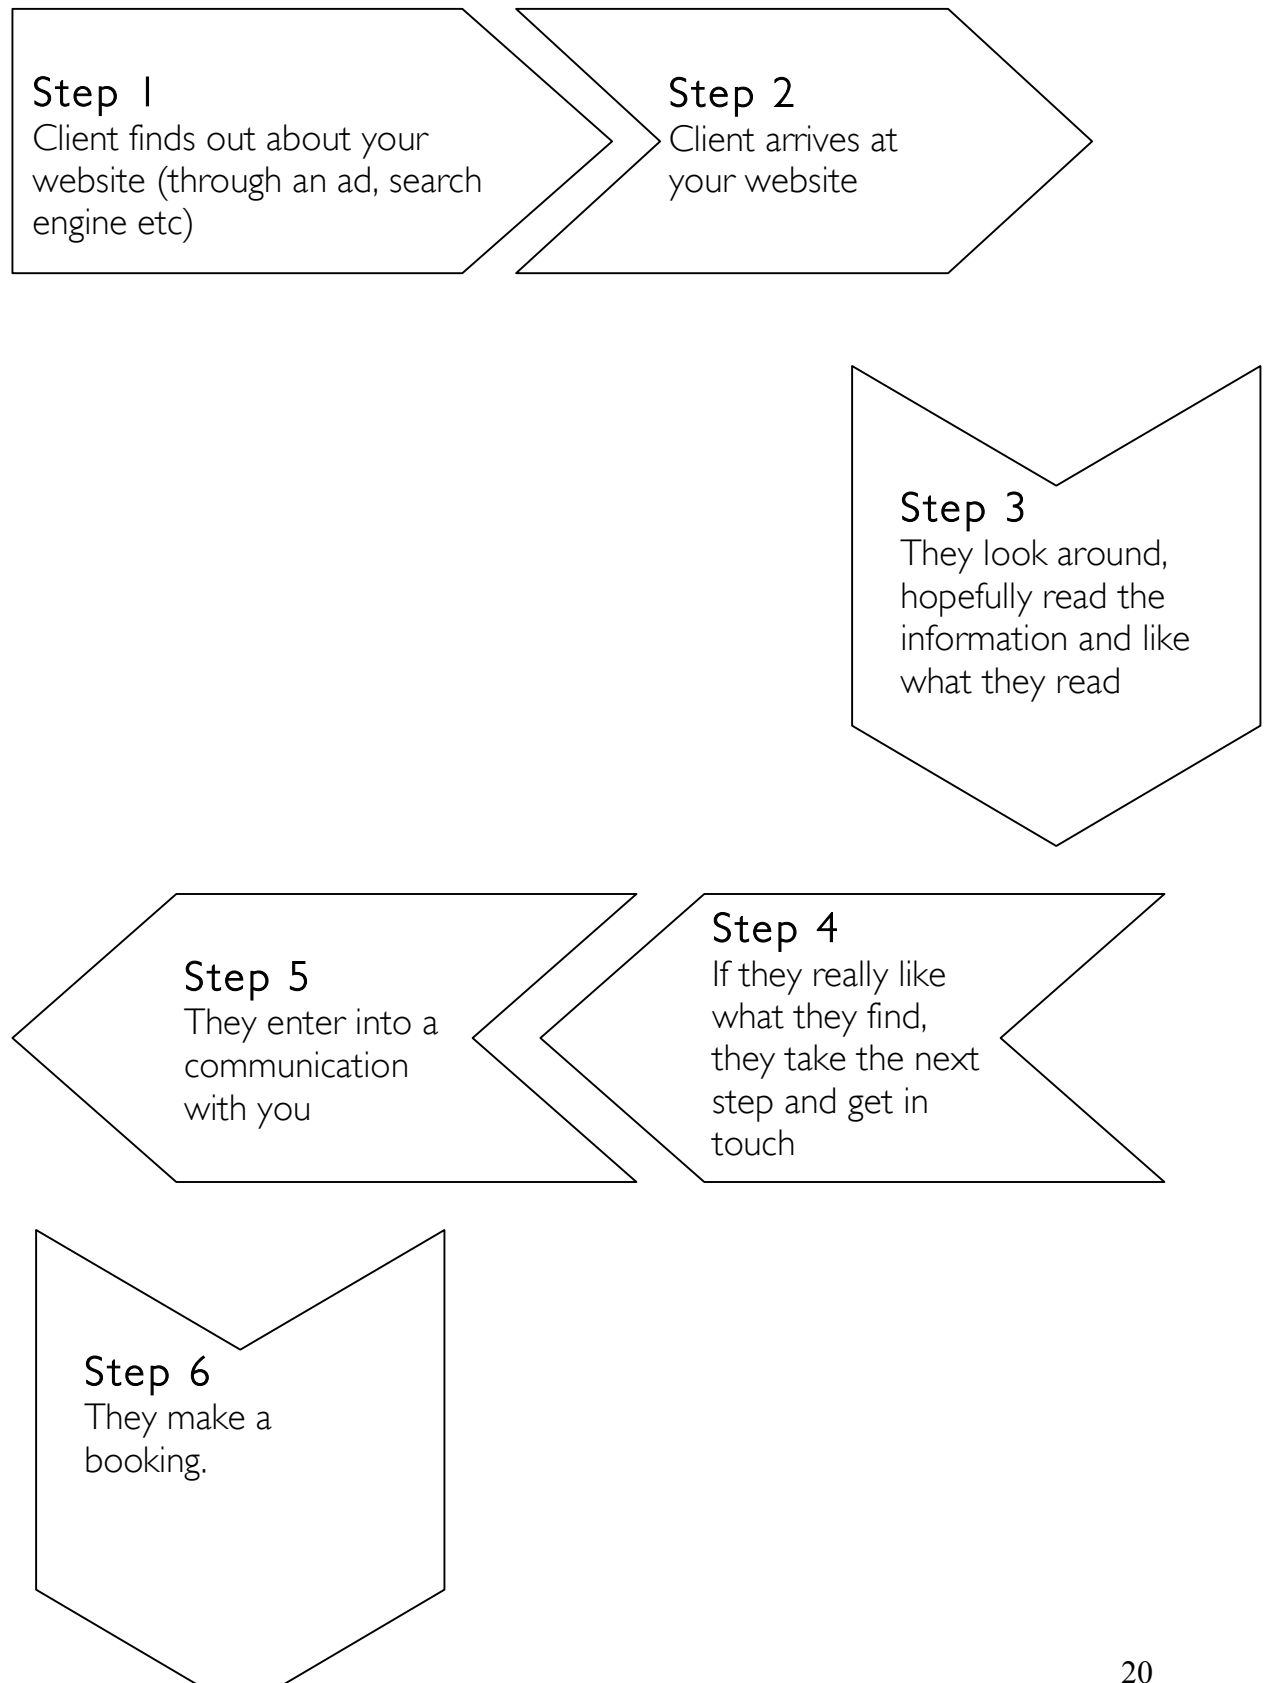 Step 1
Client finds out about your
website (through an ad, search
engine etc)
Step 2
Client arrives at
your website
Step 3
They look around,
hopefully read the
information and like
what they read
Step 4
If they really like
what they find,
they take the next
step and get in
touch
Step 5
They enter into a
communication
with you
Step 6
They make a
booking.
20